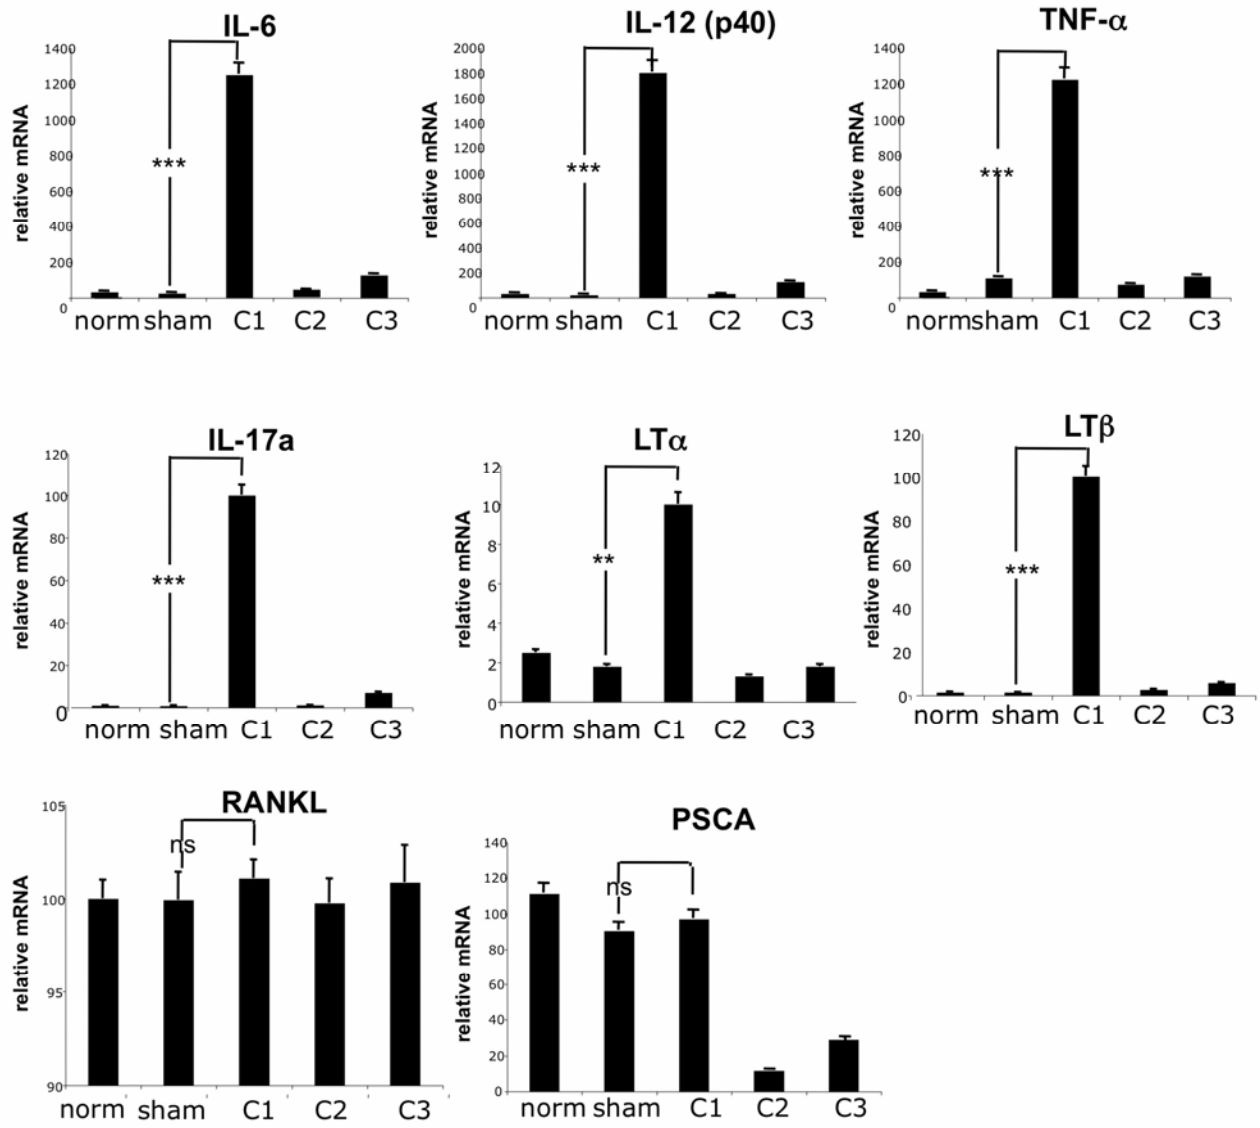 IL-6
1400
1200
1000
800
600
400
200
0
relative mRNA
***
norm sham C1 C2 C3
IL-12 (p40)
2000
1800
1600
1400
1200
1000
800
600
400
200
0
relative mRNA
***
norm sham C1 C2 C3
TNF-α
1400
1200
1000
800
600
400
200
0
relative mRNA
***
norm sham C1 C2 C3
IL-17a
120
100
80
60
40
20
0
relative mRNA
***
norm sham C1 C2 C3
LTα
12
10
8
6
4
2
0
relative mRNA
**
norm sham C1 C2 C3
LTβ
120
100
80
60
40
20
0
relative mRNA
***
norm sham C1 C2 C3
RANKL
105
100
95
90
relative mRNA
ns
norm sham C1 C2 C3
PSCA
140
120
100
80
60
40
20
0
relative mRNA
ns
norm sham C1 C2 C3